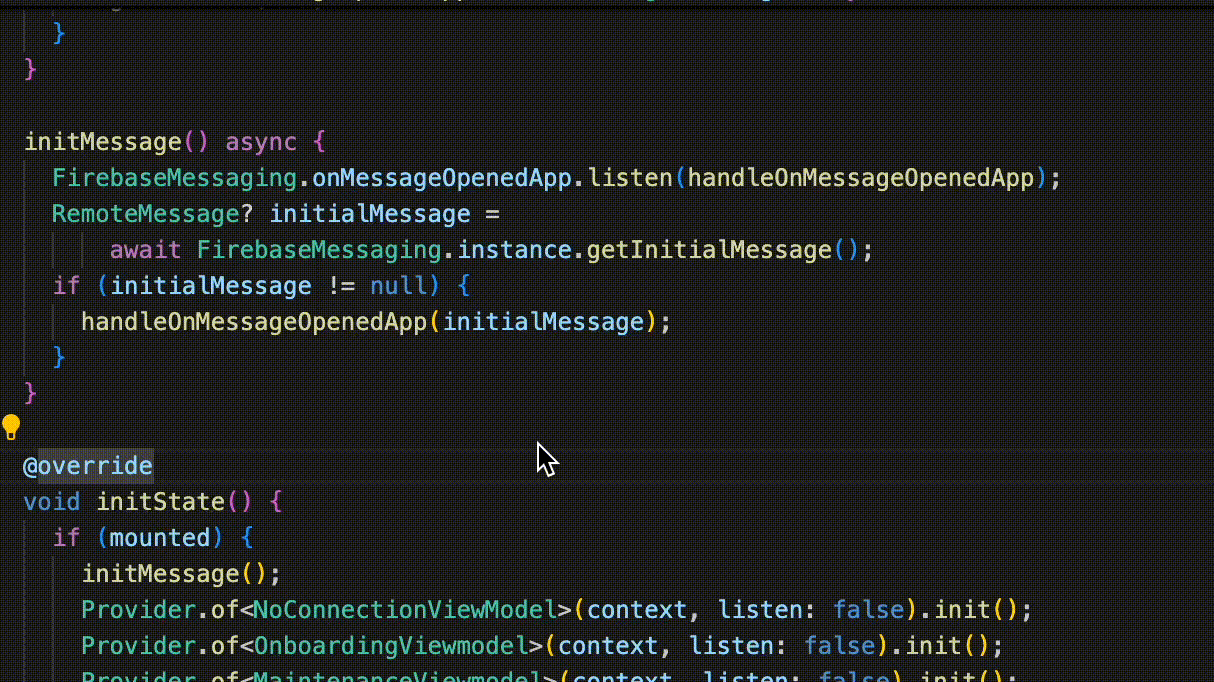 }
}
initMessage() async {
FirebaseMessaging.onMessageOpenedApp.listen(handleOnMessageOpenedApp);
RemoteMessage? initialMessage =
await FirebaseMessaging.instance.getInitialMessage();
if (initialMessage != null) {
handleOnMessageOpenedApp(initialMessage);
}
}
@override
void initState() {
if (mounted) {
initMessage();
Provider.of<NoConnectionViewModel>(context, listen: false).init();
Provider.of<OnboardingViewmodel>(context, listen: false).init();
Provider.of<MaintenanceViewmodel>(context, listen: false).init();